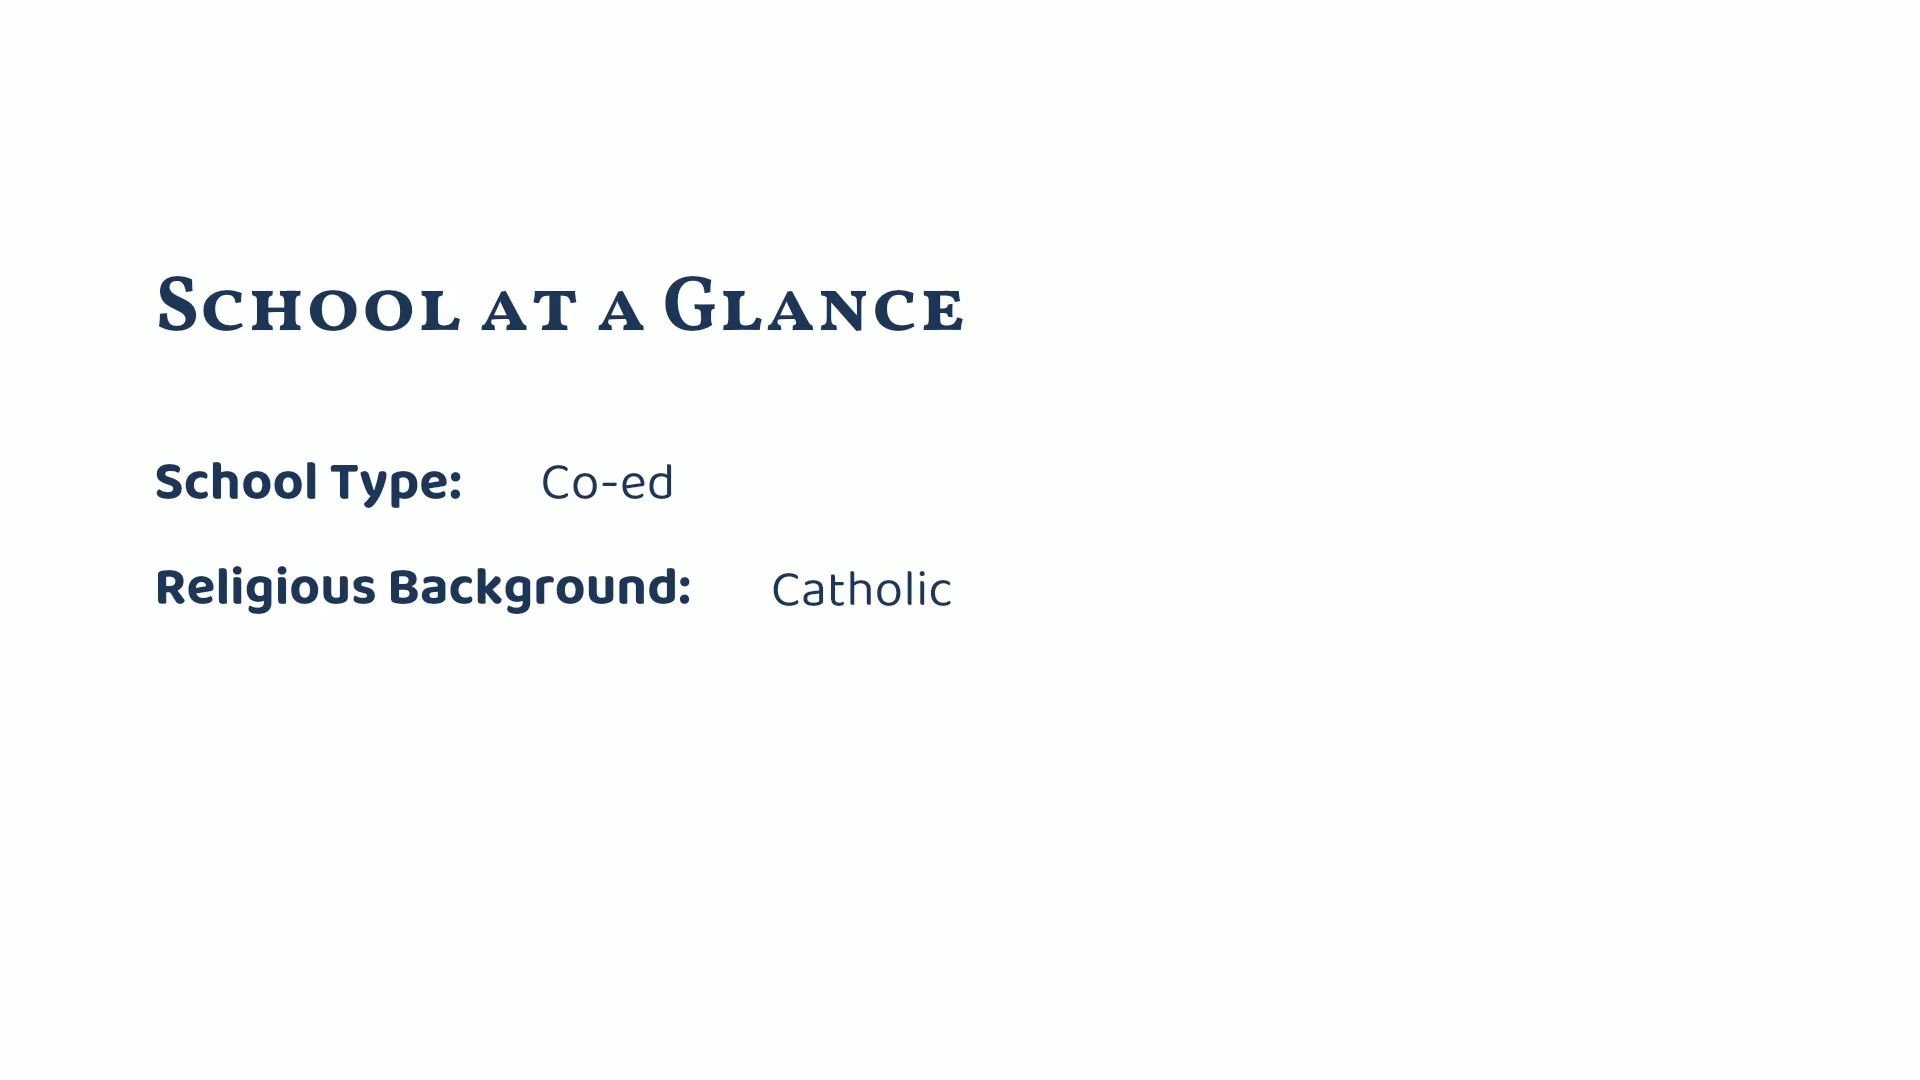 School at a Glance
School Type: Co-ed
Religious Background: Catholic